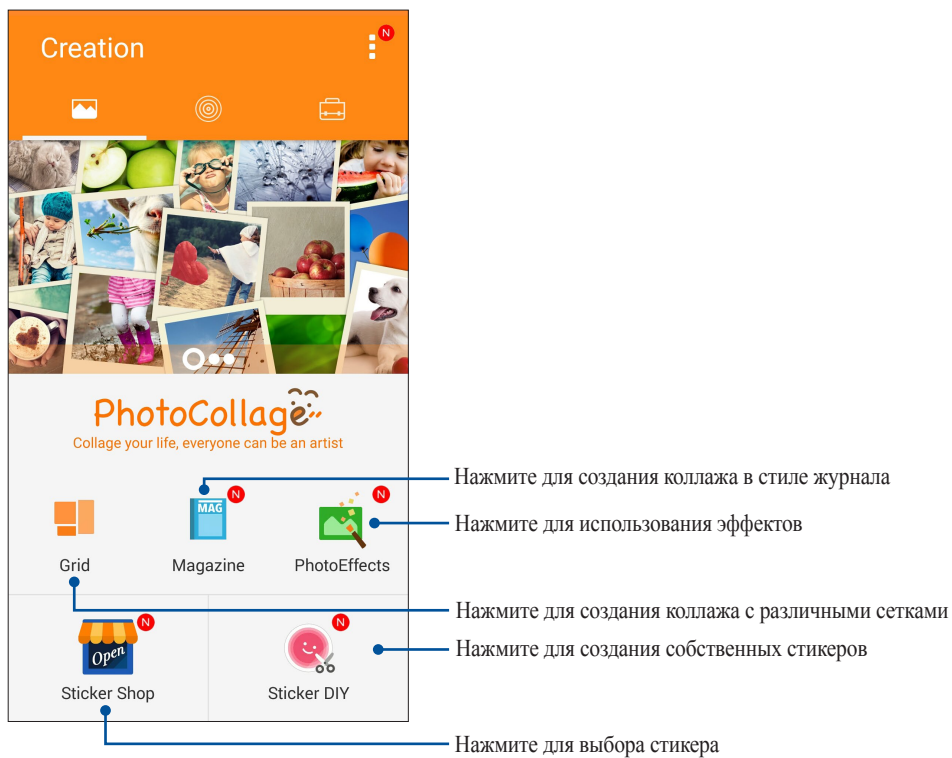 Creation
N
PhotoCollage
Collage your life, everyone can be an artist
Нажмите для создания коллажа в стиле журнала
MAG
N
N
Нажмите для использования эффектов
Grid
Magazine
PhotoEffects
Нажмите для создания коллажа с различными сетками
N
N
Open
Нажмите для создания собственных стикеров
Sticker Shop
Sticker DIY
Нажмите для выбора стикера